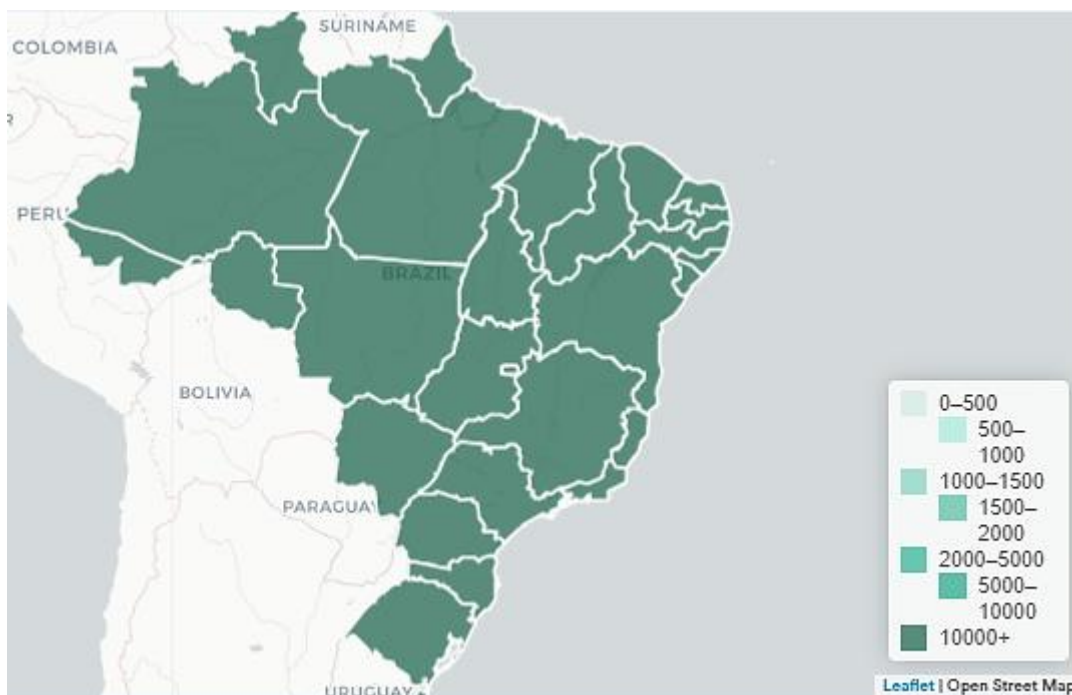 SURINAME
COLOMBIA
R
PERU
BRAZIL
BOLIVIA
PARAGUAY
URUGUAY
0–500
500–
1000
1000–1500
1500–
2000
2000–5000
5000–
10000
10000+
Leaflet | Open Street Map